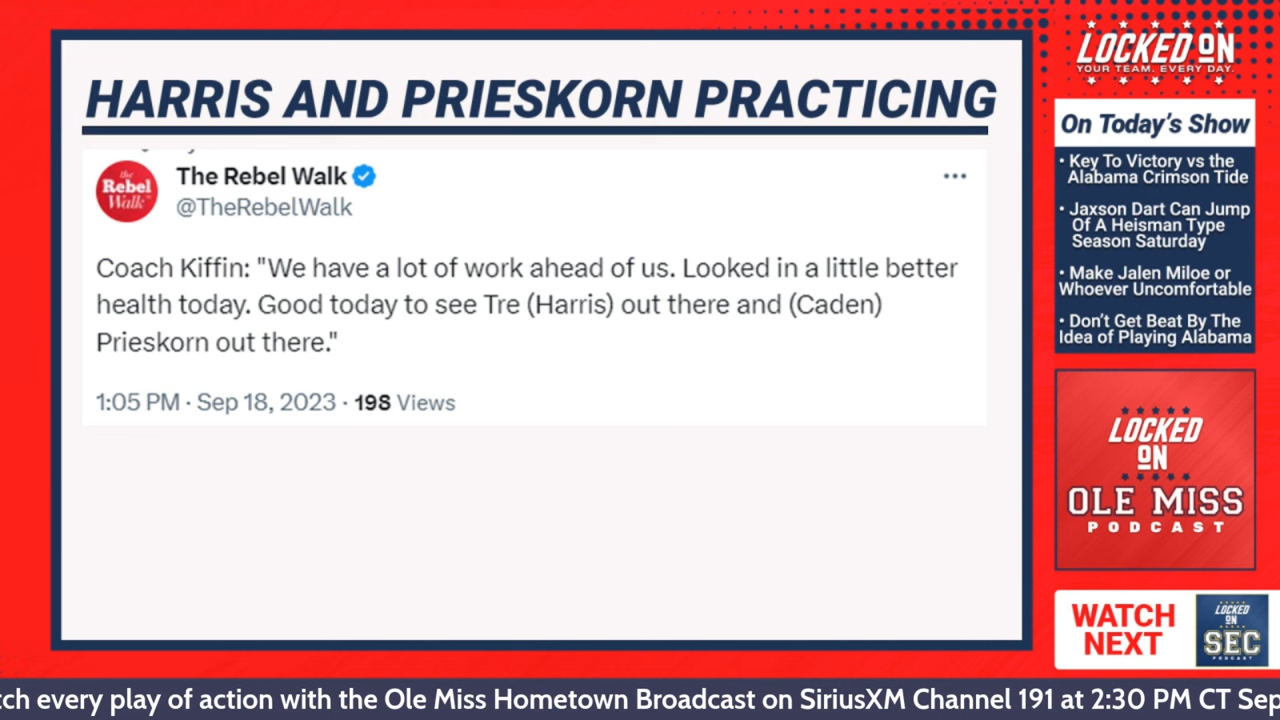 HARRIS AND PRIESKORN PRACTICING
the
Rebel
Walk
The Rebel Walk
@TheRebelWalk
Coach Kiffin: "We have a lot of work ahead of us. Looked in a little better
health today. Good today to see Tre (Harris) out there and (Caden)
Prieskorn out there."
1:05 PM · Sep 18, 2023 · 198 Views
LOCKED ON
YOUR TEAM. EVERY DAY.
On Today's Show
• Key To Victory vs the
Alabama Crimson Tide
• Jaxson Dart Can Jump
Of A Heisman Type
Season Saturday
• Make Jalen Miloe or
Whoever Uncomfortable
• Don't Get Beat By The
Idea of Playing Alabama
LOCKED
ON
OLE MISS
PODCAST
WATCH
NEXT
LOCKED
ON
SEC
PODCAST
tch every play of action with the Ole Miss Hometown Broadcast on SiriusXM Channel 191 at 2:30 PM CT Sep